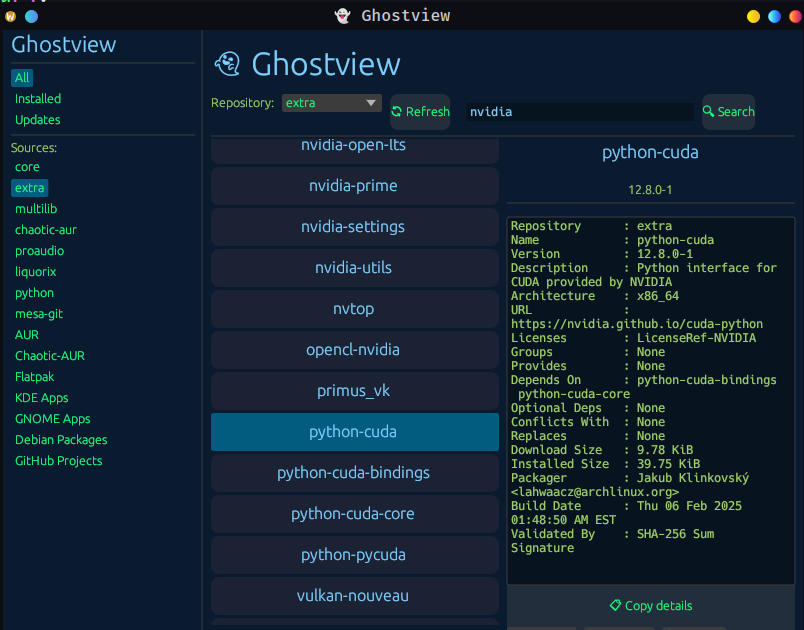 Ghostview
Ghostview
All
Installed
Updates
Sources:
core
extra
multilib
chaotic-aur
proaudio
liquorix
python
mesa-git
AUR
Chaotic-AUR
Flatpak
KDE Apps
GNOME Apps
Debian Packages
GitHub Projects
Ghostview
Repository: extra Refresh nvidia Search
nvidia-open-lts
nvidia-prime
nvidia-settings
nvidia-utils
nvtop
opencl-nvidia
primus_vk
python-cuda
python-cuda-bindings
python-cuda-core
python-pycuda
vulkan-nouveau
python-cuda
12.8.0-1
Repository : extra
Name : python-cuda
Version : 12.8.0-1
Description : Python interface for
CUDA provided by NVIDIA
Architecture : x86_64
URL :
https://nvidia.github.io/cuda-python
Licenses : LicenseRef-NVIDIA
Groups : None
Provides : None
Depends On : python-cuda-bindings
python-cuda-core
Optional Deps : None
Conflicts With : None
Replaces : None
Download Size : 9.78 KiB
Installed Size : 39.75 KiB
Packager : Jakub Klinkovský
<lahwaacz@archlinux.org>
Build Date : Thu 06 Feb 2025
01:48:50 AM EST
Validated By : SHA-256 Sum
Signature
Copy details